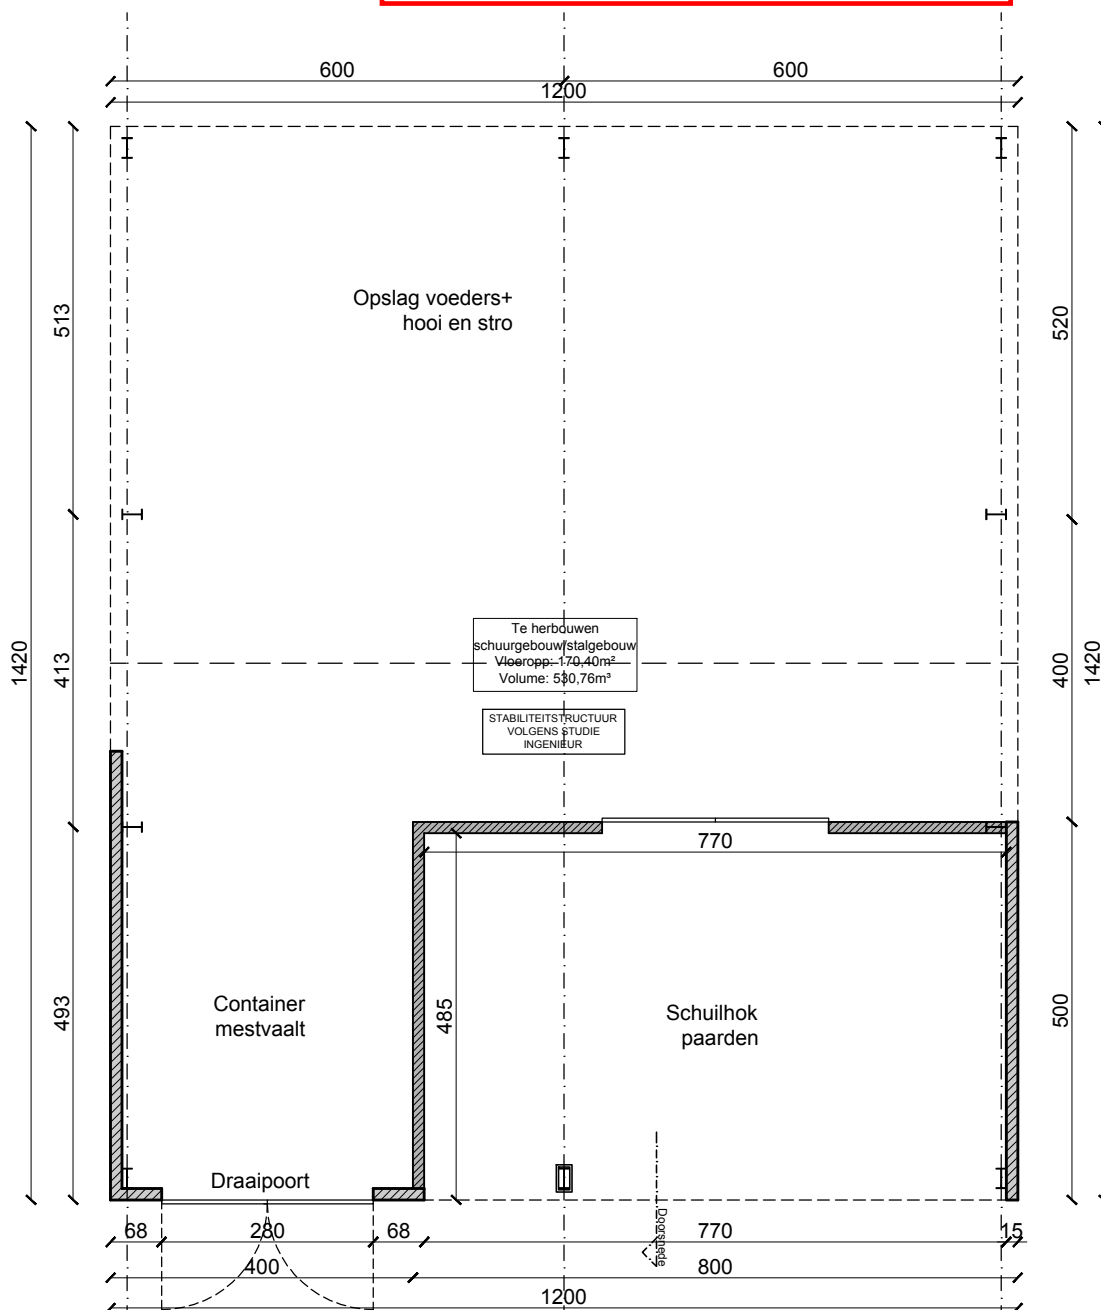 600
600
1200
513
520
Opslag voeders+
hooi en stro
1420
413
Te herbouwen
schuurgebouw/stalgebouw
Vloeropp: 170,40m²
Volume: 530,76m³
STABILITEITSTRUCTUUR
VOLGENS STUDIE
INGENIEUR
400
1420
770
493
Container
mestvaalt
485
Schuilhok
paarden
500
Draaipoort
68
280
68
Doorsnede
770
15
400
800
1200